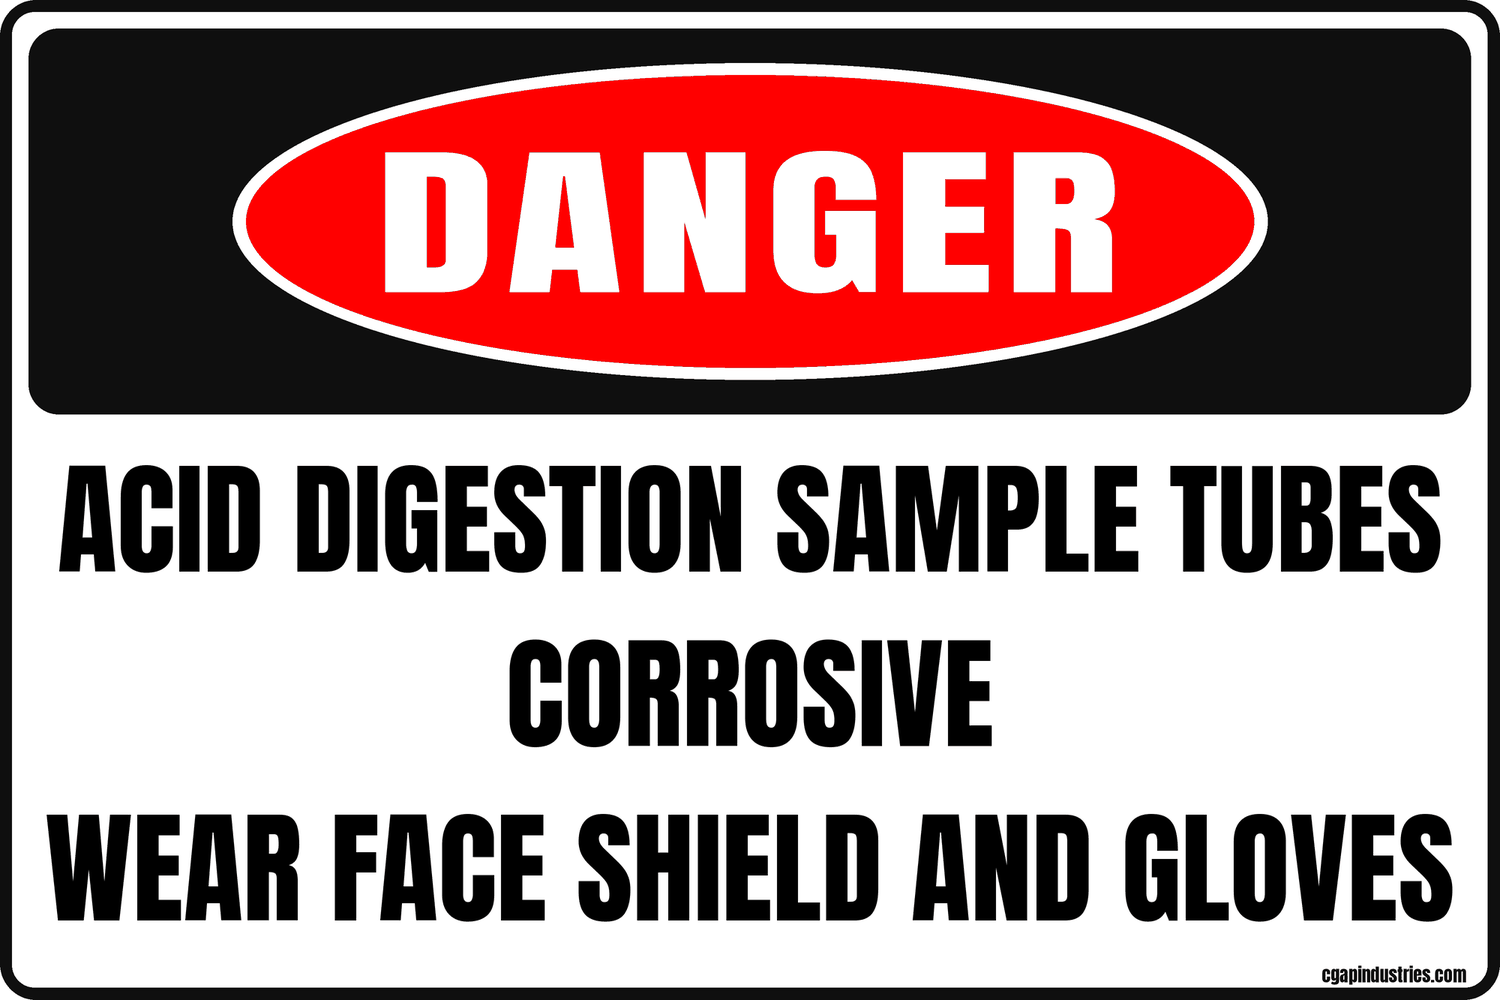 DANGER
ACID DIGESTION SAMPLE TUBES
CORROSIVE
WEAR FACE SHIELD AND GLOVES
cgapindustries.com